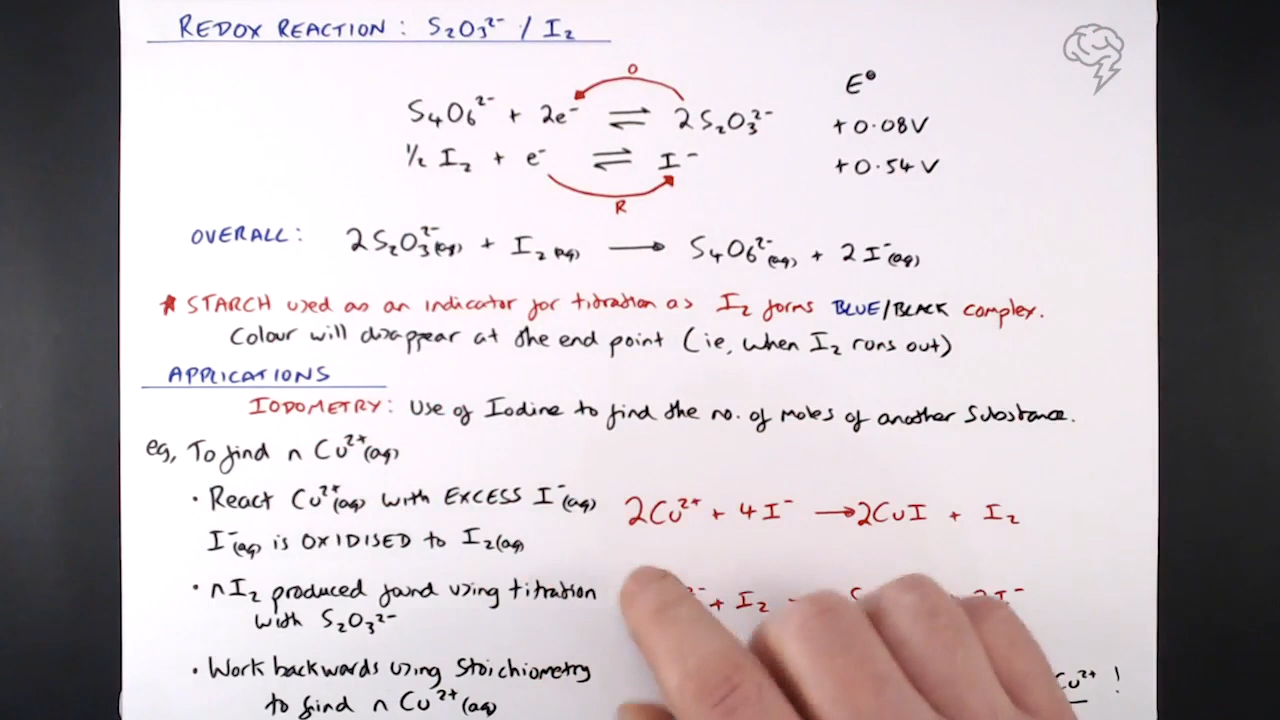 REDOX REACTION: S₂O₃²⁻ / I₂
E⁰
S₄O₆²⁻ + 2e⁻ ⇌ 2S₂O₃²⁻ +0.08V
O
½ I₂ + e⁻ ⇌ I⁻ +0.54V
R
OVERALL: 2S₂O₃²⁻(aq) + I₂(aq) → S₄O₆²⁻(aq) + 2I⁻(aq)
* STARCH used as an indicator for titration as I₂ forms BLUE/BLACK complex.
Colour will disappear at the end point (ie, when I₂ runs out)
APPLICATIONS
IODOMETRY: Use of Iodine to find the no. of moles of another substance.
eg, To find n Cu²⁺(aq)
• React Cu²⁺(aq) with EXCESS I⁻(aq) 2Cu²⁺ + 4I⁻ → 2CuI + I₂
I⁻(aq) is OXIDISED to I₂(aq)
• nI₂ produced found using titration + I₂ 2I⁻
with S₂O₃²⁻
• Work backwards using Stoichiometry Cu²⁺ !
to find n Cu²⁺(aq)